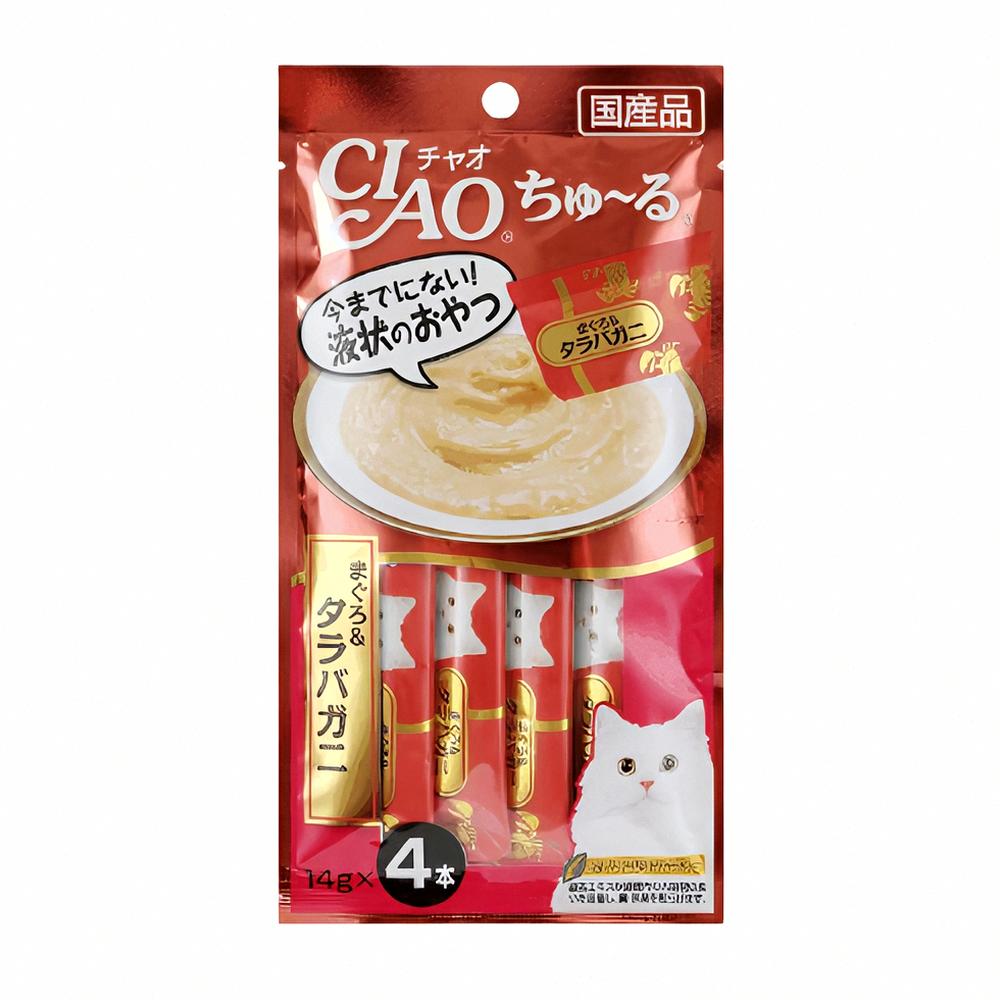 国産品
CIAO チャオ ちゅ〜る
今までにない!
液状のおやつ
まぐろ&
タラバガニ
まぐろ&
タラバガニ
14g×4本